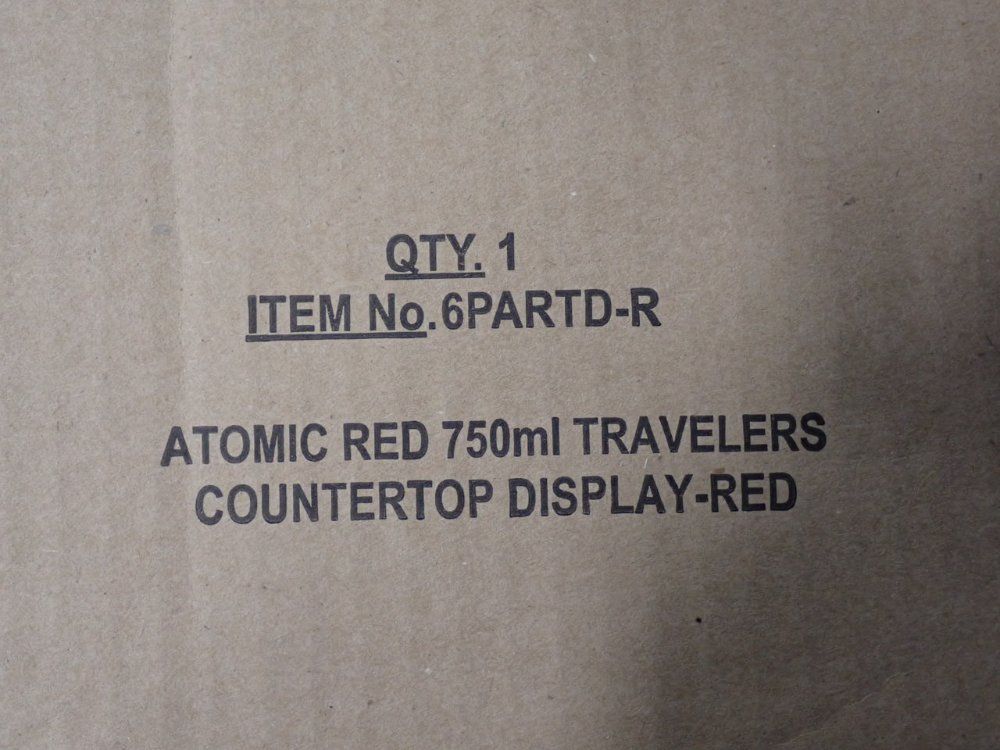 QTY. 1
ITEM No.6PARTD-R
ATOMIC RED 750ml TRAVELERS
COUNTERTOP DISPLAY-RED